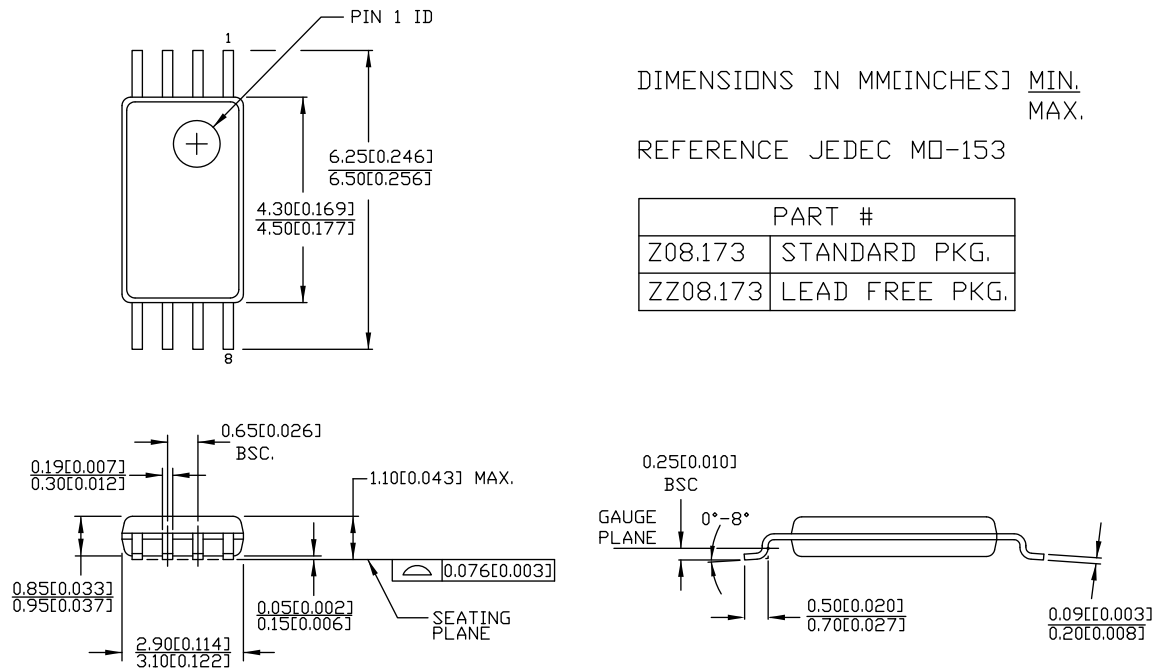 PIN 1 ID
1
6.25[0.246]
6.50[0.256]
4.30[0.169]
4.50[0.177]
8
DIMENSIONS IN MM[INCHES] MIN.
MAX.
REFERENCE JEDEC MO-153
PART #
Z08.173 STANDARD PKG.
ZZ08.173 LEAD FREE PKG.
0.65[0.026]
BSC.
0.19[0.007]
0.30[0.012]
1.10[0.043] MAX.
0.85[0.033]
0.95[0.037]
0.05[0.002]
0.15[0.006]
0.076[0.003]
SEATING
PLANE
2.90[0.114]
3.10[0.122]
0.25[0.010]
BSC
GAUGE
PLANE
0°-8°
0.50[0.020]
0.70[0.027]
0.09[[0.003]
0.20[0.008]